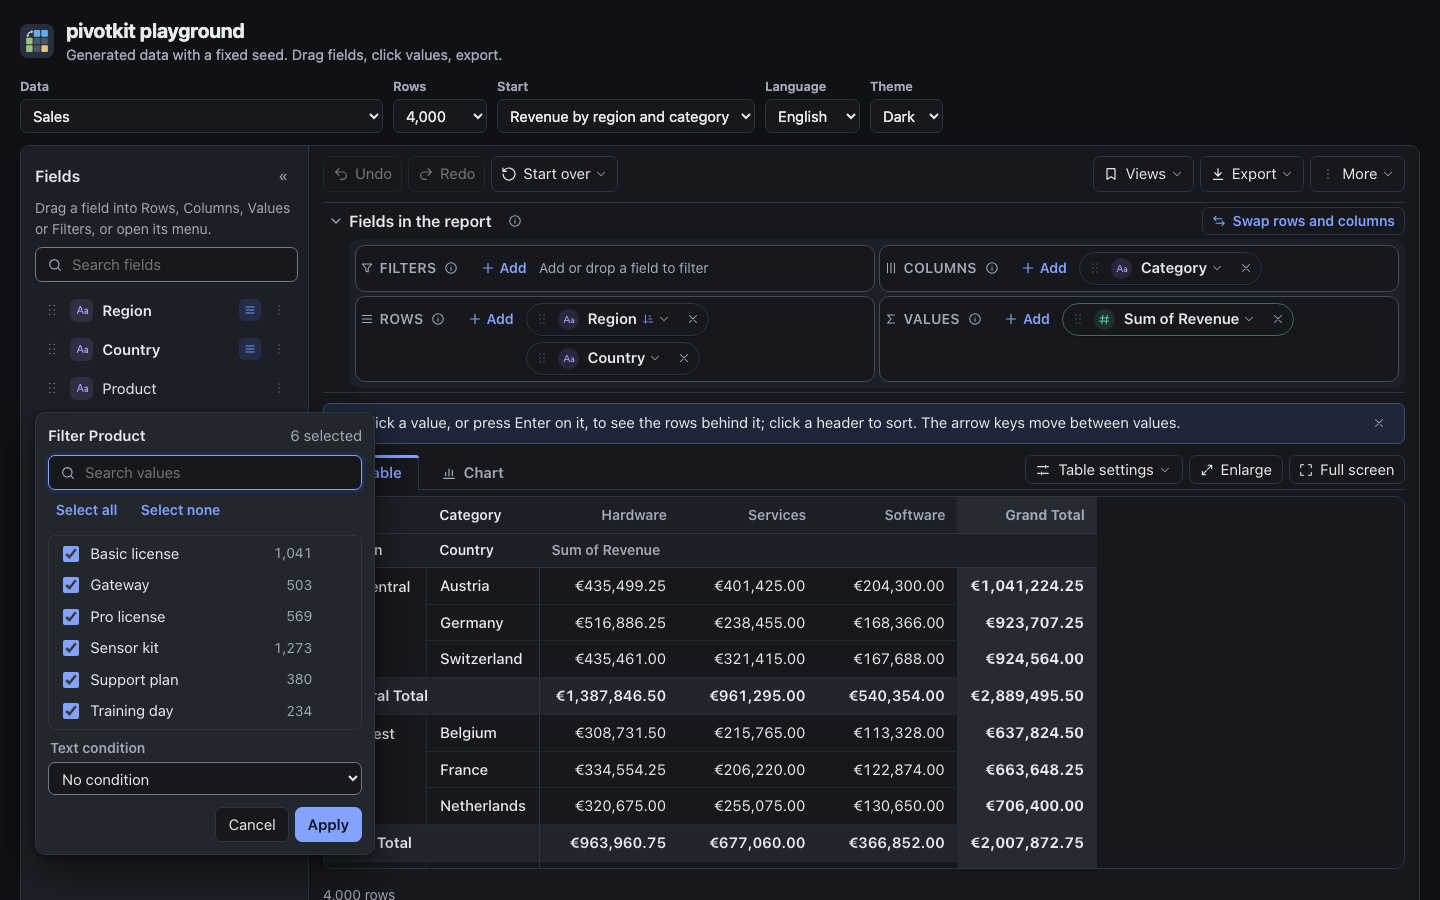 pivotkit playground
Generated data with a fixed seed. Drag fields, click values, export.
Data Rows Start Language Theme
Sales 4,000 Revenue by region and category English Dark
Fields «
Drag a field into Rows, Columns, Values
or Filters, or open its menu.
Search fields
Aa Region
Aa Country
Aa Product
Undo Redo Start over Views Export More
Fields in the report Swap rows and columns
FILTERS + Add Add or drop a field to filter
COLUMNS + Add Aa Category
ROWS + Add Aa Region
Aa Country
Σ VALUES + Add # Sum of Revenue
ick a value, or press Enter on it, to see the rows behind it; click a header to sort. The arrow keys move between values.
able Chart Table settings Enlarge Full screen
Filter Product 6 selected
Search values
Select all Select none
Basic license 1,041
Gateway 503
Pro license 569
Sensor kit 1,273
Support plan 380
Training day 234
Text condition
No condition
Cancel Apply
Category Hardware Services Software Grand Total
n Country Sum of Revenue
entral Austria €435,499.25 €401,425.00 €204,300.00 €1,041,224.25
Germany €516,886.25 €238,455.00 €168,366.00 €923,707.25
Switzerland €435,461.00 €321,415.00 €167,688.00 €924,564.00
ral Total €1,387,846.50 €961,295.00 €540,354.00 €2,889,495.50
est Belgium €308,731.50 €215,765.00 €113,328.00 €637,824.50
France €334,554.25 €206,220.00 €122,874.00 €663,648.25
Netherlands €320,675.00 €255,075.00 €130,650.00 €706,400.00
Total €963,960.75 €677,060.00 €366,852.00 €2,007,872.75
4,000 rows